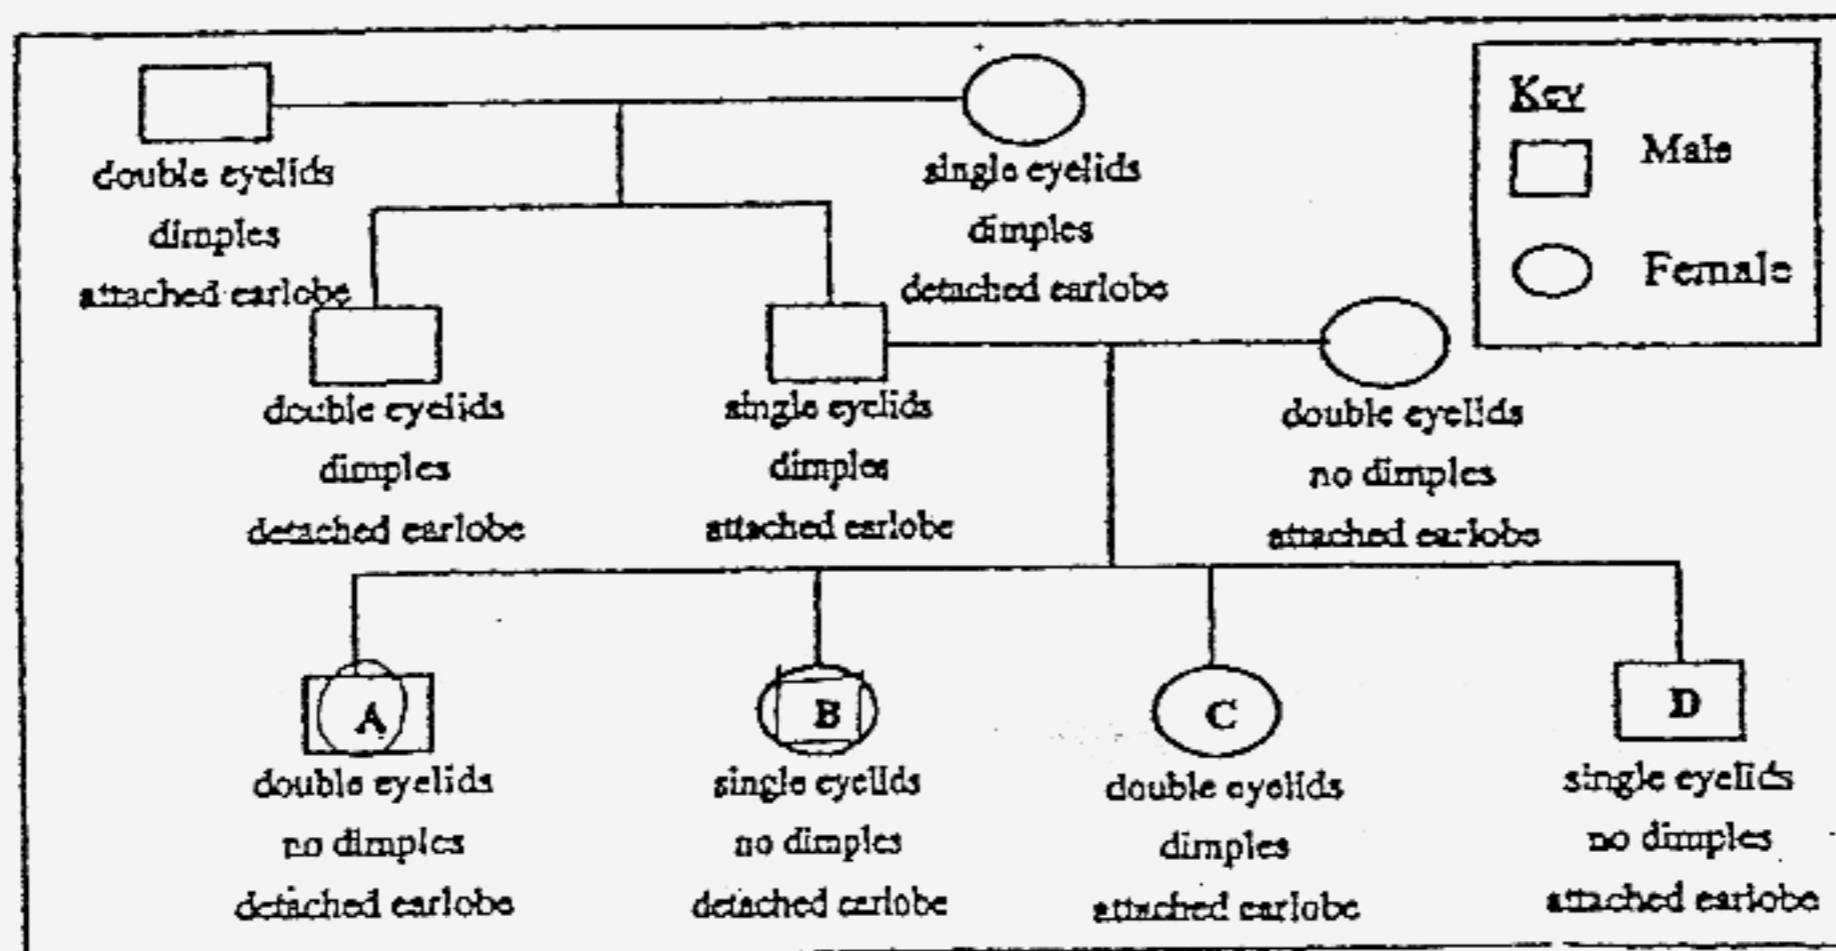 Key
Male
Female
double eyelids
dimples
attached earlobe
single eyelids
dimples
detached earlobe
double eyelids
dimples
detached earlobe
single eyelids
dimples
attached earlobe
double eyelids
no dimples
attached earlobe
A
double eyelids
no dimples
detached earlobe
B
single eyelids
no dimples
detached earlobe
C
double eyelids
dimples
attached earlobe
D
single eyelids
no dimples
attached earlobe